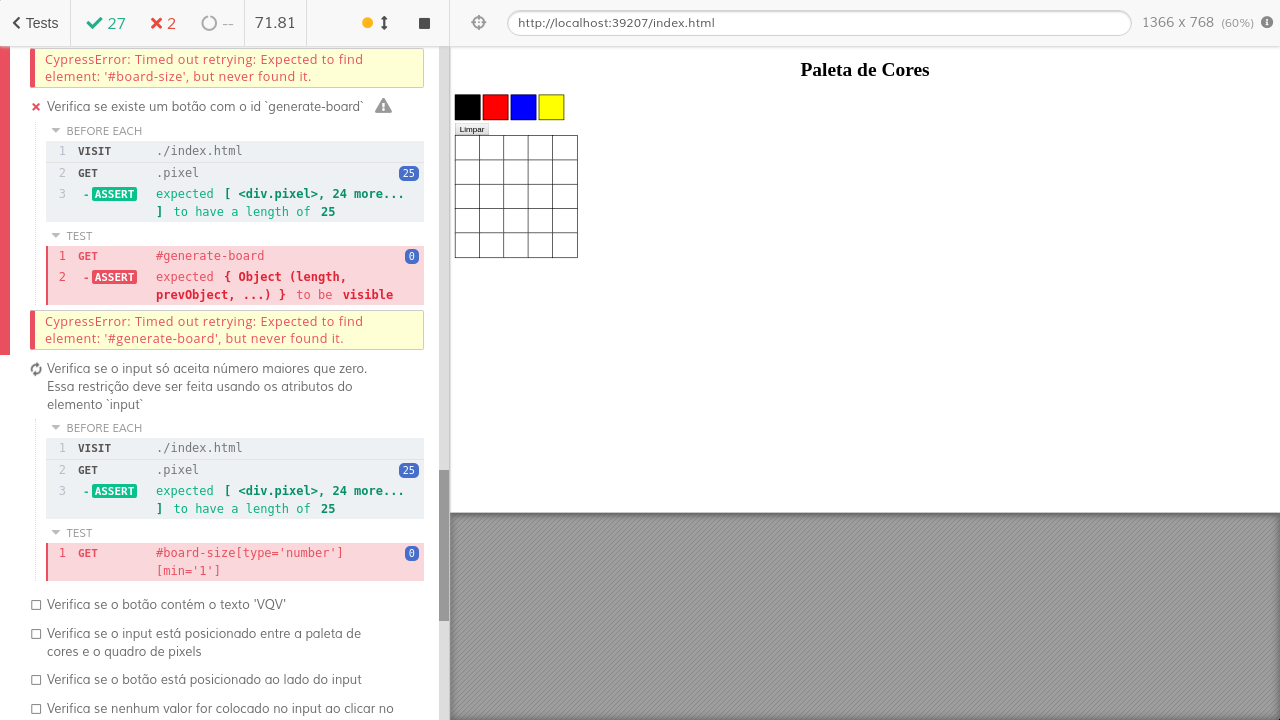 Tests
27
2
--
71.81
http://localhost:39207/index.html
1366 x 768 (60%)
CypressError: Timed out retrying: Expected to find
element: '#board-size', but never found it.
Verifica se existe um botão com o id `generate-board`
BEFORE EACH
1 VISIT ./index.html
2 GET .pixel 25
3 - ASSERT expected [ <div.pixel>, 24 more...
] to have a length of 25
TEST
1 GET #generate-board 0
2 - ASSERT expected { Object (length,
prevObject, ...) } to be visible
CypressError: Timed out retrying: Expected to find
element: '#generate-board', but never found it.
Verifica se o input só aceita número maiores que zero.
Essa restrição deve ser feita usando os atributos do
elemento `input`
BEFORE EACH
1 VISIT ./index.html
2 GET .pixel 25
3 - ASSERT expected [ <div.pixel>, 24 more...
] to have a length of 25
TEST
1 GET #board-size[type='number'] 0
[min='1']
Verifica se o botão contém o texto 'VQV'
Verifica se o input está posicionado entre a paleta de
cores e o quadro de pixels
Verifica se o botão está posicionado ao lado do input
Verifica se nenhum valor for colocado no input ao clicar no
Paleta de Cores
Limpar